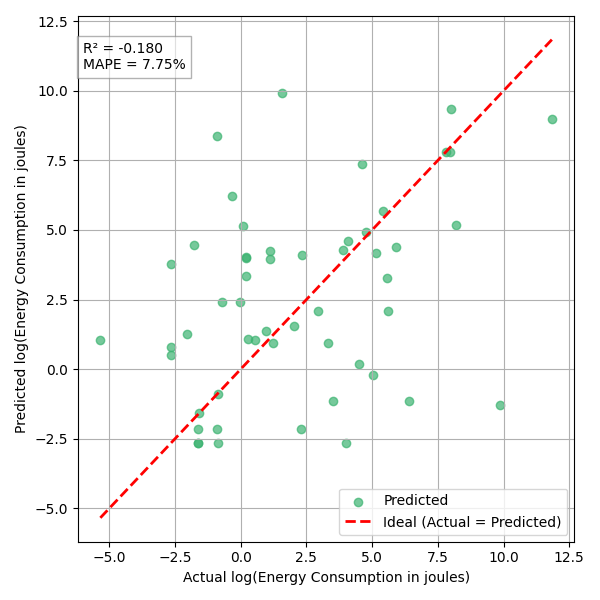 R² = -0.180
MAPE = 7.75%
12.5
10.0
7.5
5.0
2.5
0.0
−2.5
−5.0
Predicted log(Energy Consumption in joules)
Predicted
Ideal (Actual = Predicted)
−5.0 −2.5 0.0 2.5 5.0 7.5 10.0 12.5
Actual log(Energy Consumption in joules)